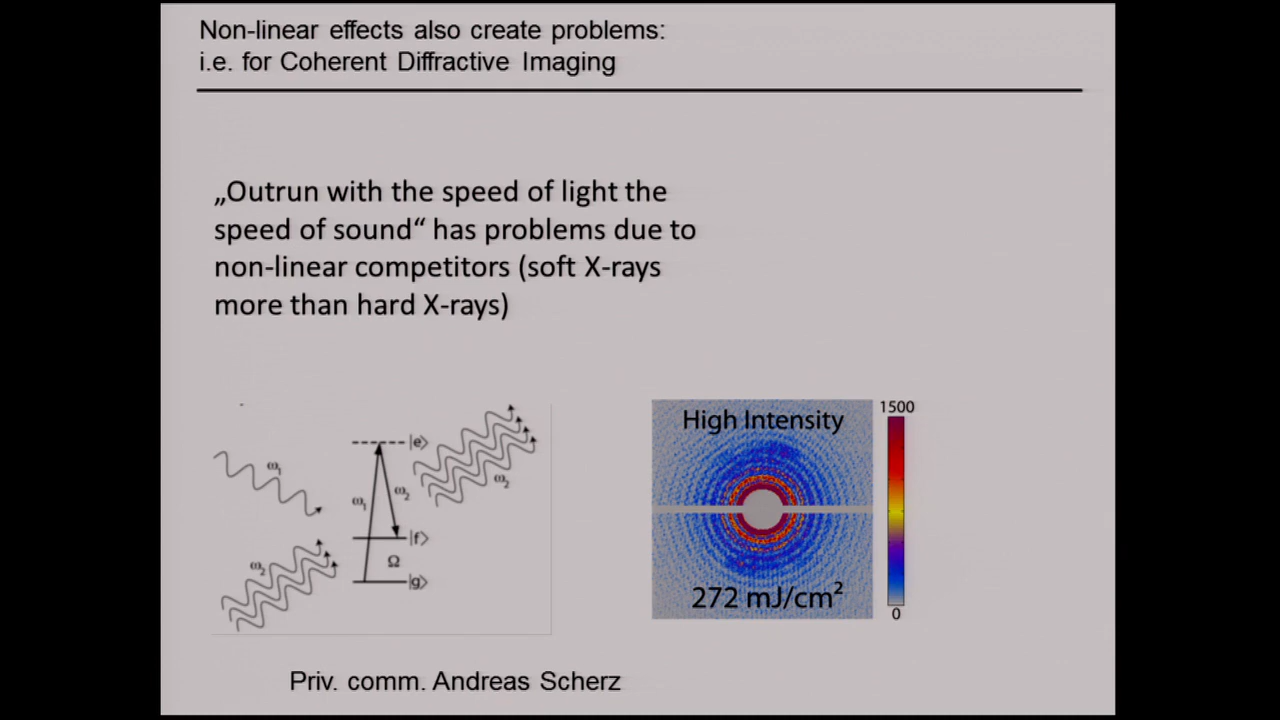 Non-linear effects also create problems:
i.e. for Coherent Diffractive Imaging
„Outrun with the speed of light the
speed of sound“ has problems due to
non-linear competitors (soft X-rays
more than hard X-rays)
ω₁
ω₂
|e>
ω₁
ω₂
|f>
Ω
|g>
ω₂
High Intensity
272 mJ/cm²
1500
0
Priv. comm. Andreas Scherz